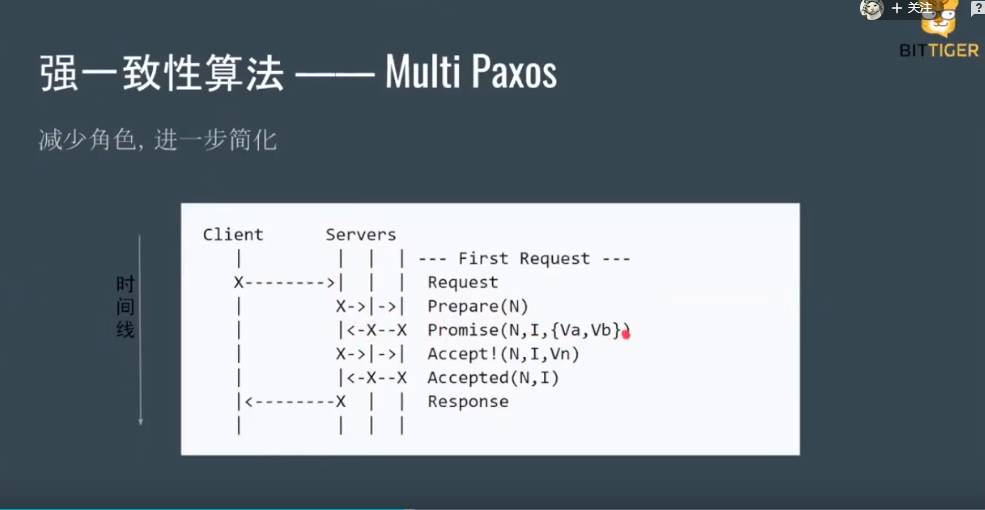 + 关注
?
BITTIGER
强一致性算法 —— Multi Paxos
减少角色, 进一步简化
时间线
Client Servers
| | | | --- First Request ---
X-------->| | | Request
| X->|->| Prepare(N)
| |<-X--X Promise(N,I,{Va,Vb})
| X->|->| Accept!(N,I,Vn)
| |<-X--X Accepted(N,I)
|<--------X | | Response
| | | |